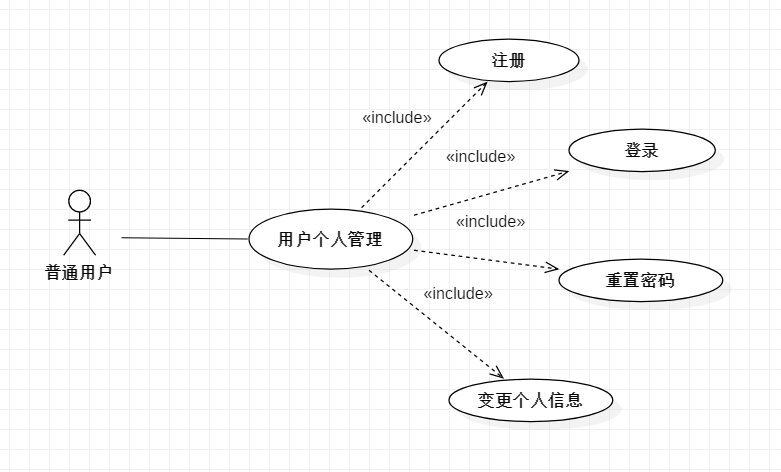 注册
«include»
«include»
登录
«include»
用户个人管理
普通用户
重置密码
«include»
变更个人信息